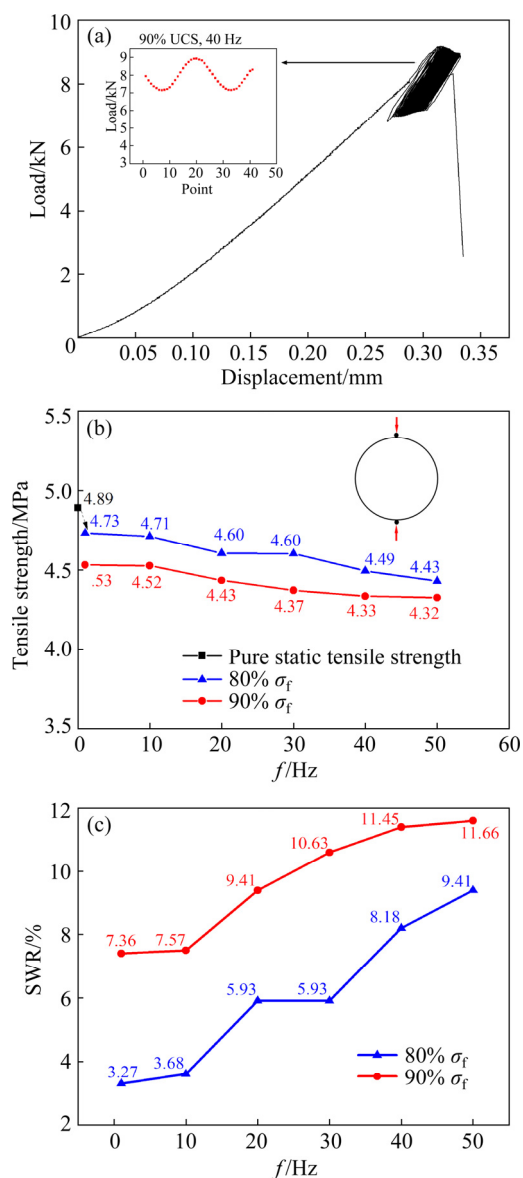 (a)
90% UCS, 40 Hz
9
8
7
6
5
4
3
Load/kN
0 10 20 30 40 50
Point
10
8
6
4
2
0
Load/kN
0.05 0.10 0.15 0.20 0.25 0.30 0.35
Displacement/mm
(b)
5.5
5.0
4.5
4.0
3.5
Tensile strength/MPa
4.89
4.73 4.71 4.60 4.60 4.49 4.43
.53 4.52 4.43 4.37 4.33 4.32
Pure static tensile strength
80% σf
90% σf
0 10 20 30 40 50 60
f/Hz
(c)
12
10
8
6
4
2
SWR/%
7.36 7.57 9.41 10.63 11.45 11.66
3.27 3.68 5.93 5.93 8.18 9.41
80% σf
90% σf
0 10 20 30 40 50
f/Hz